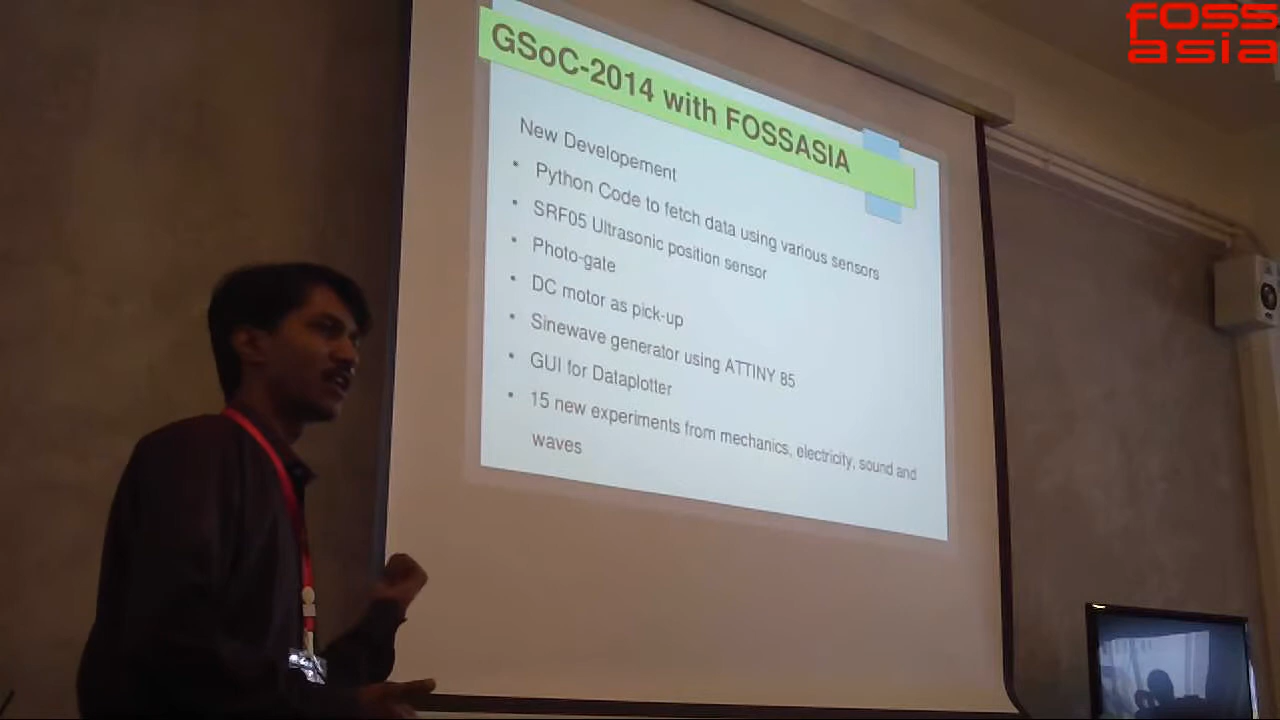 FOSS
ASIA
GSoC-2014 with FOSSASIA
New Developement
• Python Code to fetch data using various sensors
• SRF05 Ultrasonic position sensor
• Photo-gate
• DC motor as pick-up
• Sinewave generator using ATTINY 85
• GUI for Dataplotter
• 15 new experiments from mechanics, electricity, sound and
waves